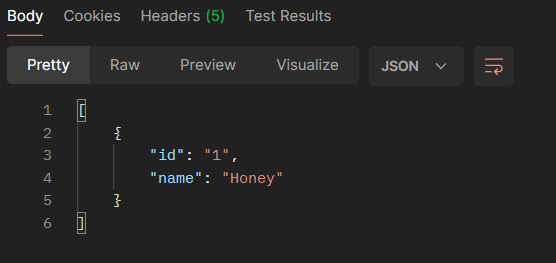 Body Cookies Headers (5) Test Results
Pretty Raw Preview Visualize JSON
1 [
2 {
3 "id": "1",
4 "name": "Honey"
5 }
6 ]